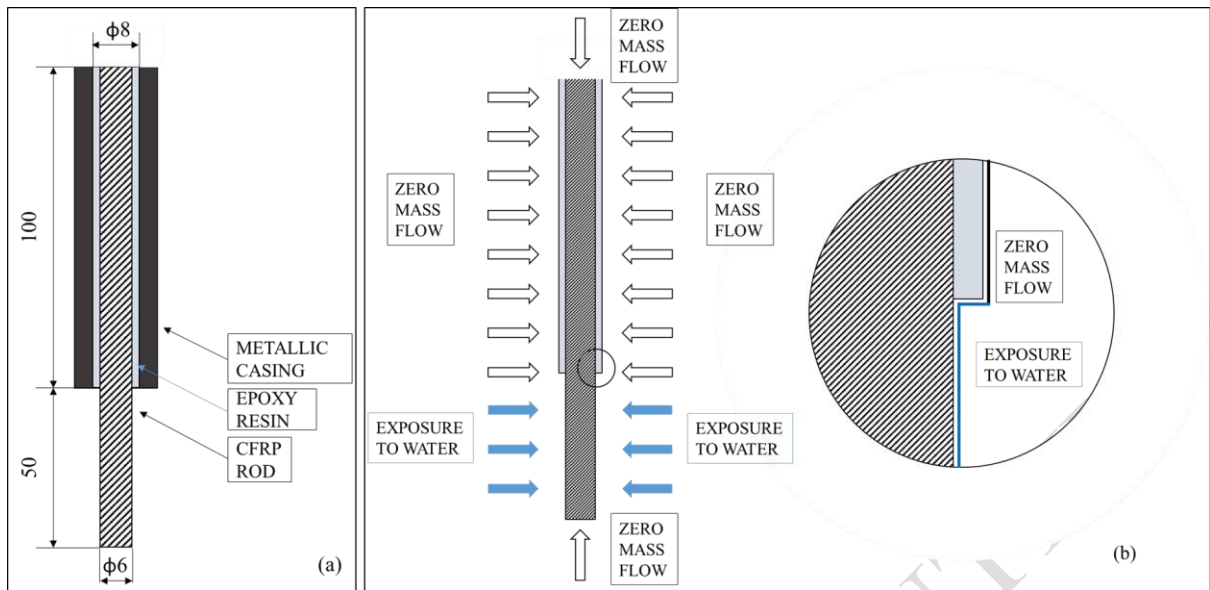 ϕ8
100
50
METALLIC
CASING
EPOXY
RESIN
CFRP
ROD
ϕ6
(a)
ZERO
MASS
FLOW
ZERO
MASS
FLOW
ZERO
MASS
FLOW
EXPOSURE
TO WATER
EXPOSURE
TO WATER
ZERO
MASS
FLOW
ZERO
MASS
FLOW
EXPOSURE
TO WATER
(b)